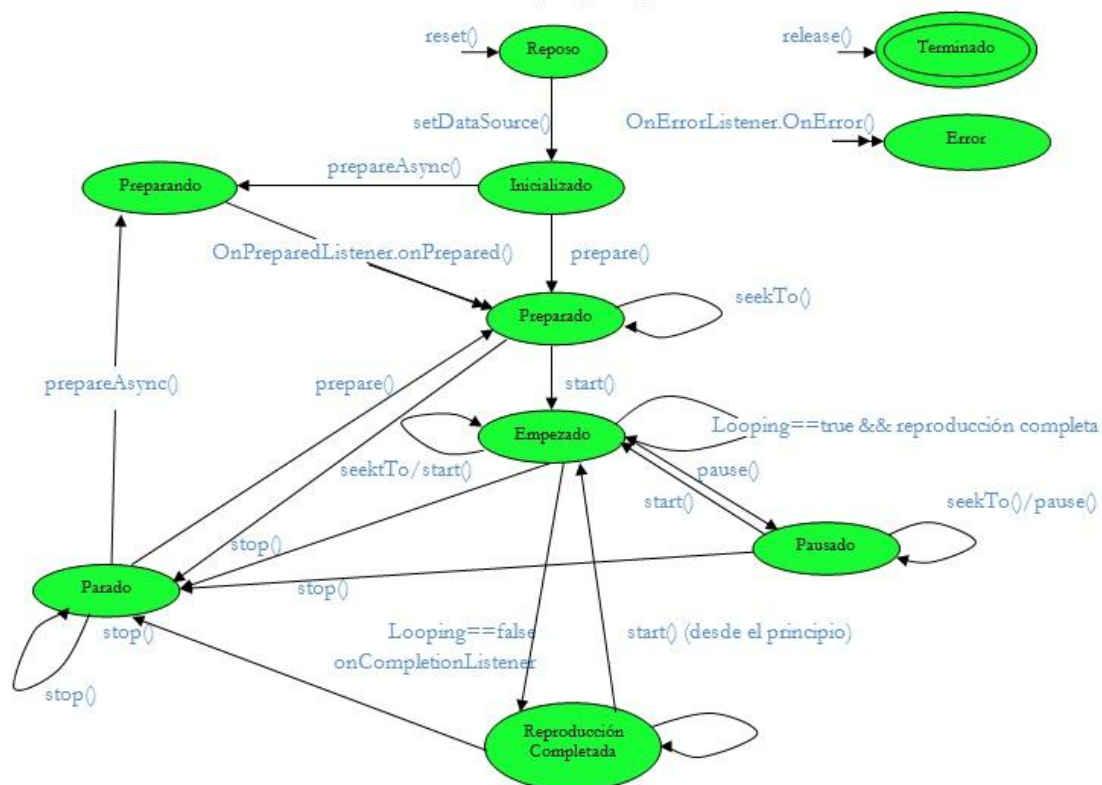 reset()
Reposo
release()
Terminado
setDataSource()
OnErrorListener.OnError()
Error
prepareAsync()
Preparando
Inicializado
OnPreparedListener.onPrepared()
prepare()
Preparado
seekTo()
prepareAsync()
prepare()
start()
Empezado
Looping==true && reproducción completa
seektTo/start()
pause()
start()
seekTo()/pause()
stop()
Pausado
Parado
stop()
stop()
Looping==false
onCompletionListener
start() (desde el principio)
stop()
Reproducción
Completada